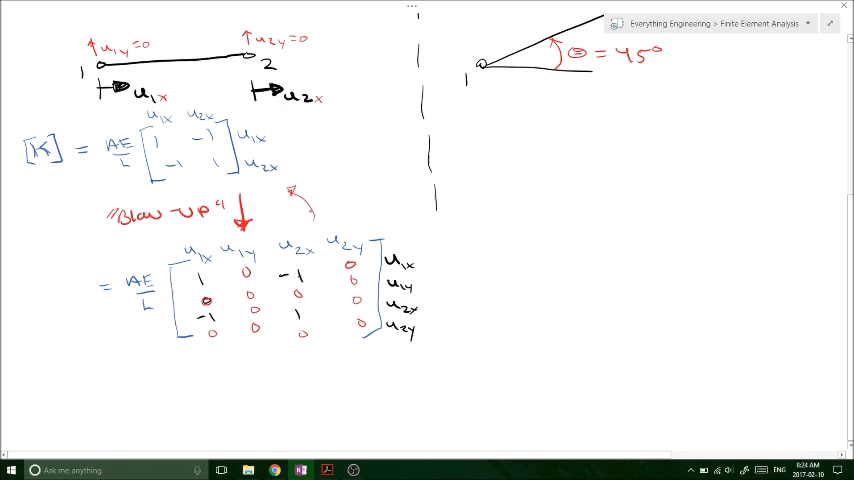 Everything Engineering > Finite Element Analysis
u1y=0 u2y=0
1 2
u1x u2x
Θ = 45°
1
u1x u2x
[K] = AE/L [ 1 -1 ] u1x
-1 1 u2x
"Blow-UP"
u1x u1y u2x u2y
= AE/L [ 1 0 -1 0 ] u1x
0 0 0 0 u1y
-1 0 1 0 u2x
0 0 0 0 u2y
Ask me anything
ENG
8:24 AM
2017-02-10